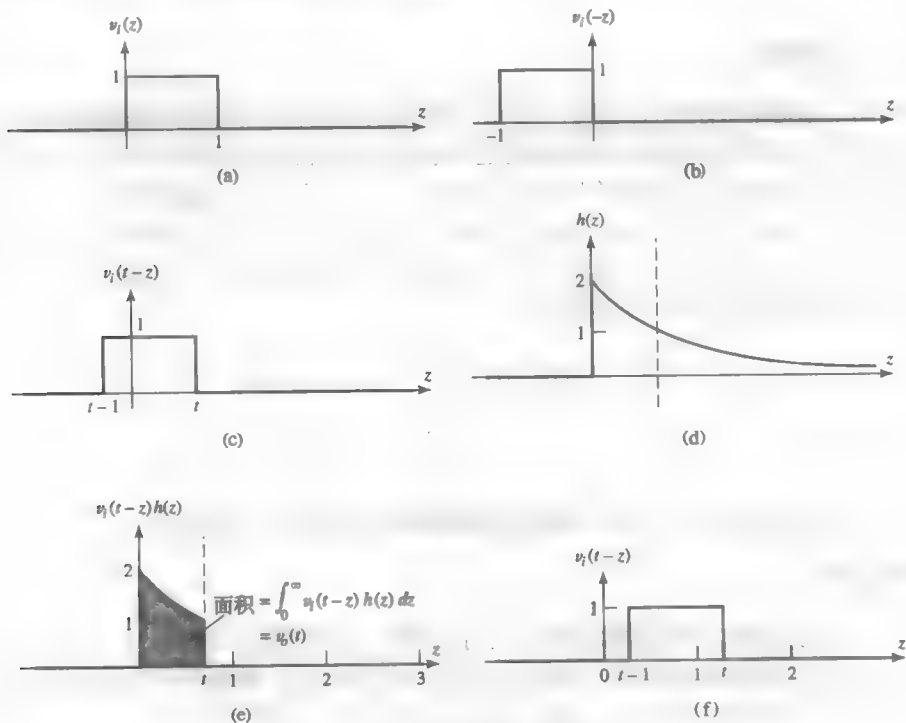 v_i(z)
1
z
1
(a)
v_i(-z)
1
z
-1
(b)
v_i(t-z)
1
z
t-1
t
(c)
h(z)
2
1
z
(d)
v_i(t-z)h(z)
2
1
面积 = ∫_0^∞ v_i(t-z) h(z) dz
= v_o(t)
t
1
2
3
z
(e)
v_i(t-z)
1
z
0
t-1
1
t
2
(f)